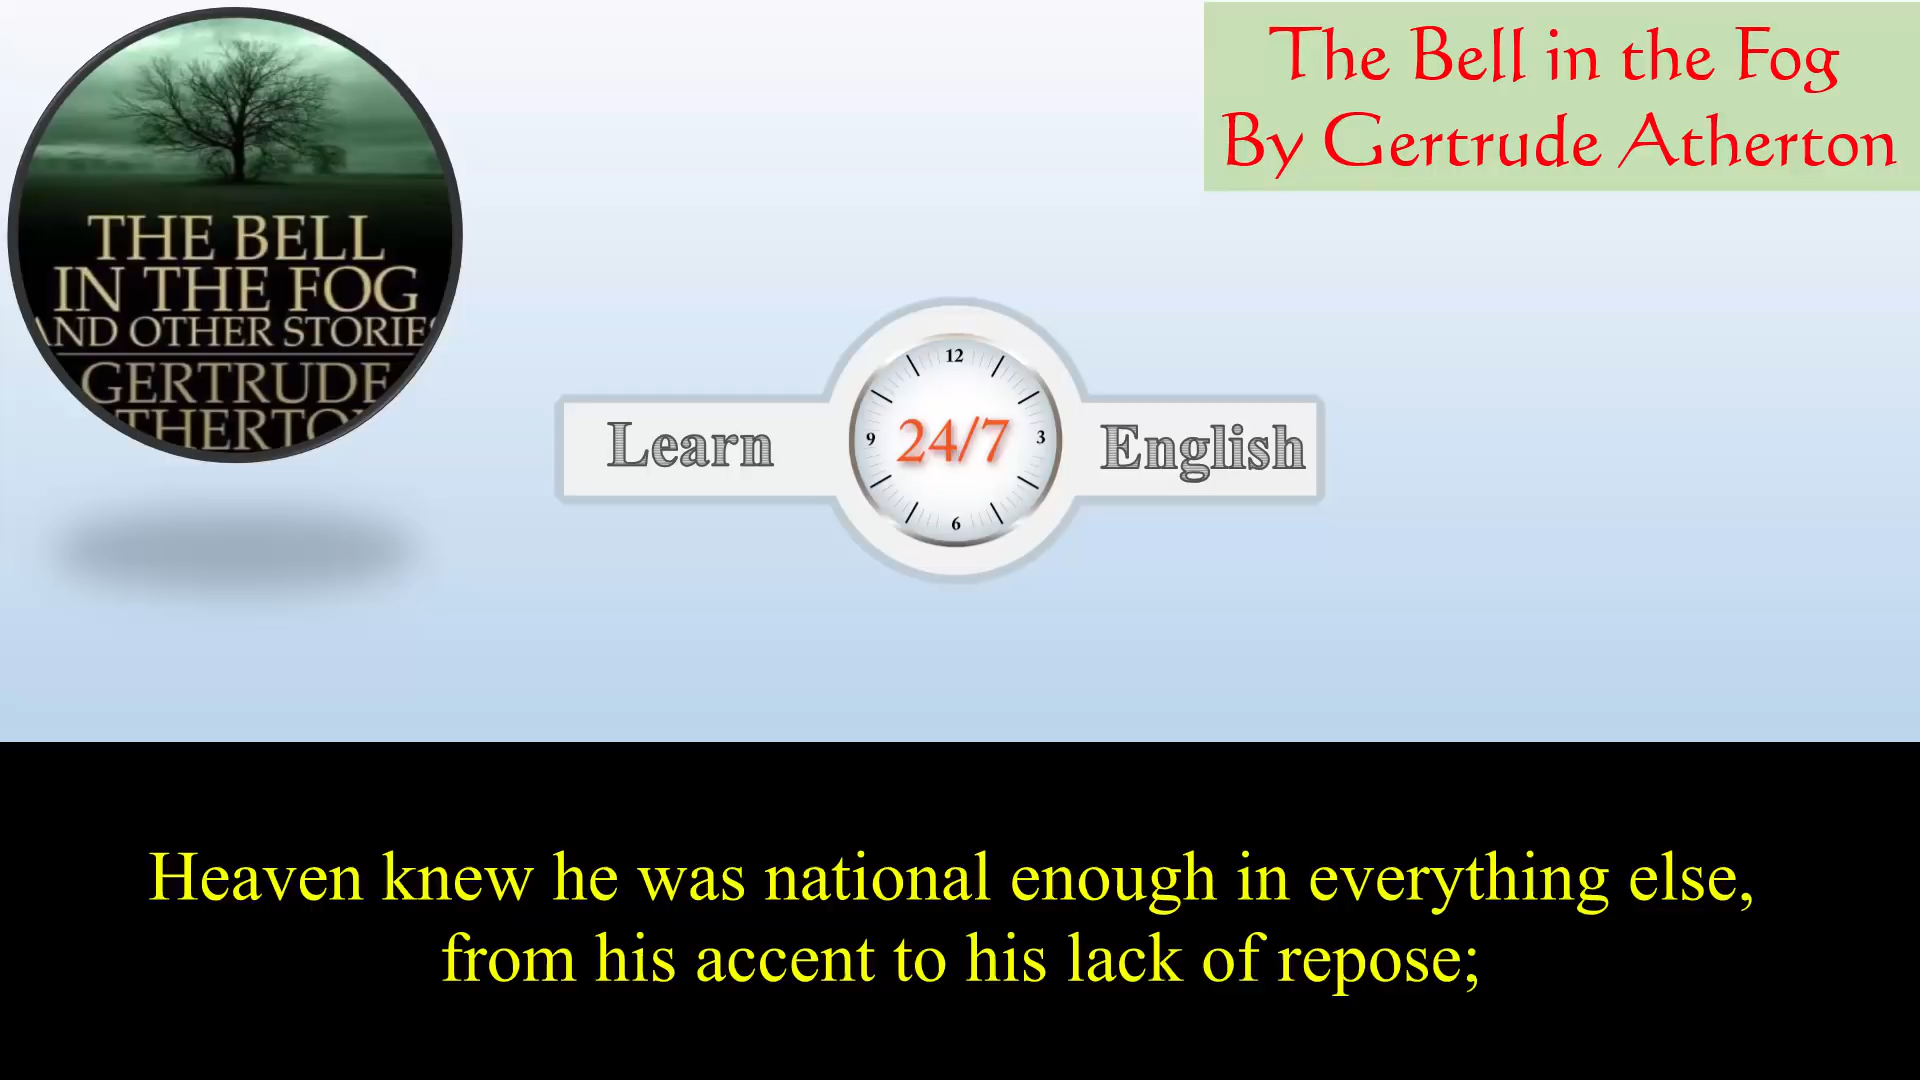 The Bell in the Fog
By Gertrude Atherton
THE BELL
IN THE FOG
AND OTHER STORIES
GERTRUDE
ATHERTON
12
9
3
6
Learn 24/7 English
Heaven knew he was national enough in everything else,
from his accent to his lack of repose;